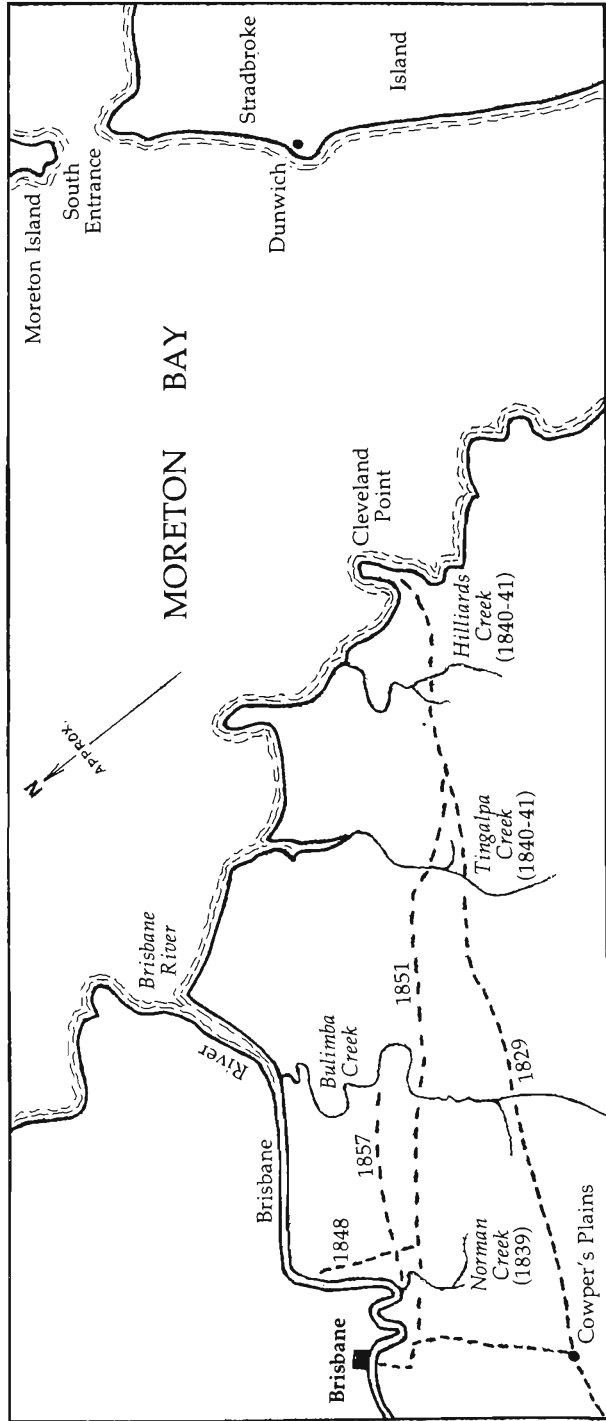 Moreton Island
South
Entrance
Stradbroke
Island
Dunwich
MORETON BAY
Cleveland
Point
Hilliards
Creek
(1840-41)
N
APPROX.
Tingalpa
Creek
(1840-41)
Brisbane
River
River
Brisbane
Bulimba
Creek
1851
1829
1857
1848
Norman
Creek
(1839)
Brisbane
Cowper's Plains